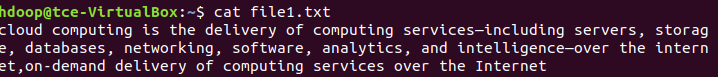 hdoop@tce-VirtualBox:~$ cat file1.txt
cloud computing is the delivery of computing services—including servers, storag
e, databases, networking, software, analytics, and intelligence—over the intern
et,on-demand delivery of computing services over the Internet